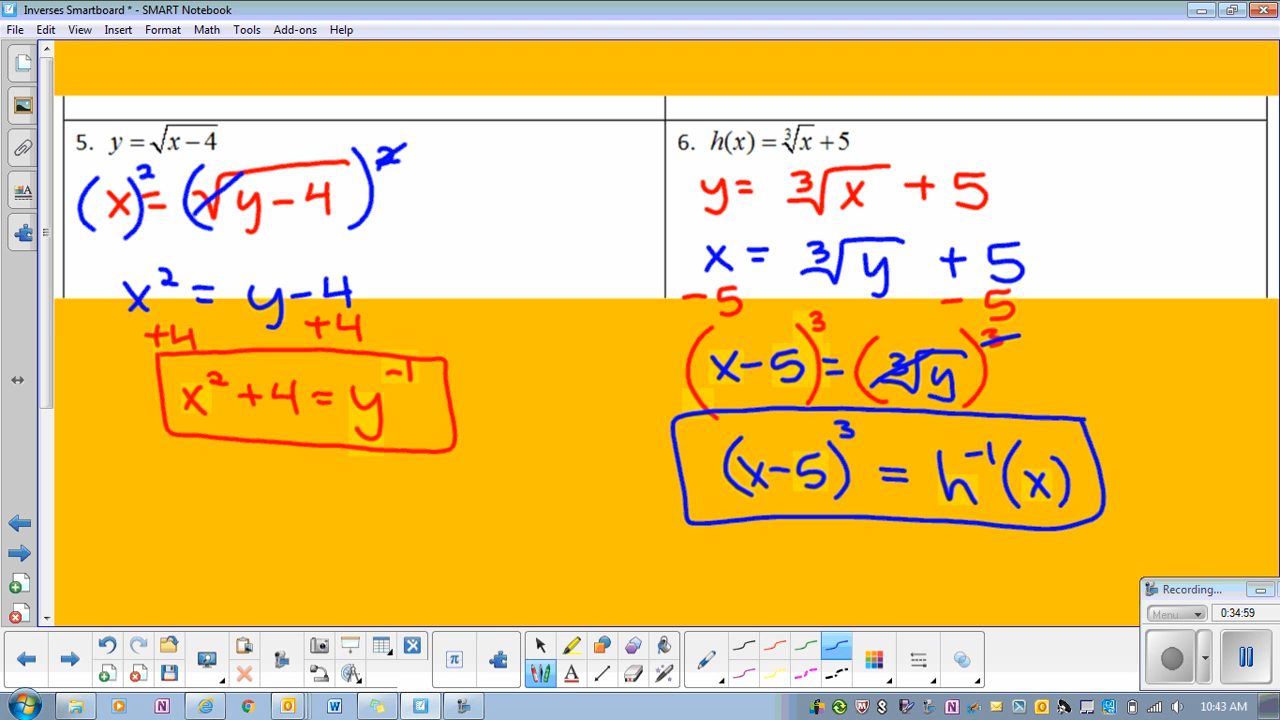 Inverses Smartboard * - SMART Notebook
File Edit View Insert Format Math Tools Add-ons Help
5. y = √(x − 4)
(x)² = (√(y − 4))²
x² = y − 4
+4 +4
x² + 4 = y⁻¹
6. h(x) = ∛x + 5
y = ∛x + 5
x = ∛y + 5
−5 −5
(x − 5)³ = (∛y)³
(x − 5)³ = h⁻¹(x)
Recording...
Menu
0:34:59
10:43 AM